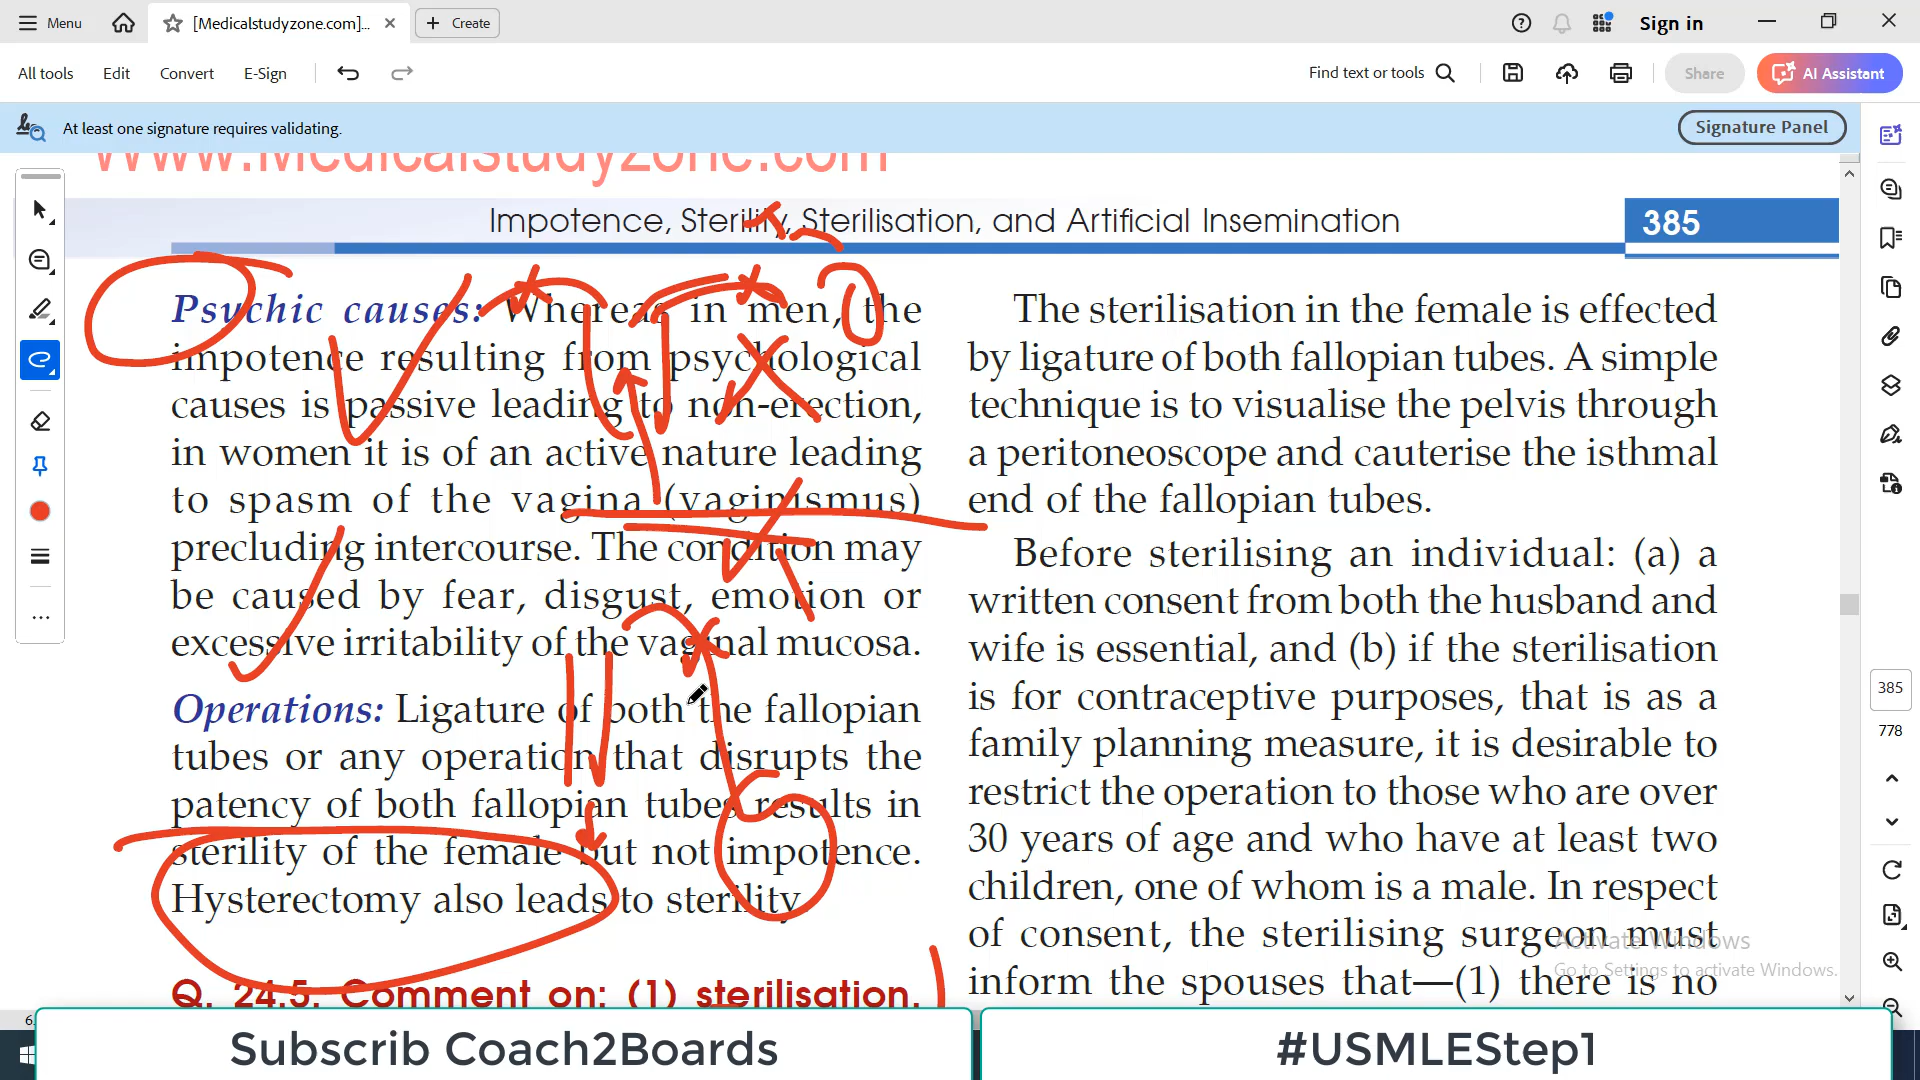 Menu
[Medicalstudyzone.com]...
Create
Sign in
All tools
Edit
Convert
E-Sign
Find text or tools
Share
AI Assistant
At least one signature requires validating.
Signature Panel
www.Medicalstudyzone.com
Impotence, Sterility, Sterilisation, and Artificial Insemination
385
Psychic causes: Whereas in men, the
impotence resulting from psychological
causes is passive leading to non-erection,
in women it is of an active nature leading
to spasm of the vagina (vaginismus)
precluding intercourse. The condition may
be caused by fear, disgust, emotion or
excessive irritability of the vaginal mucosa.
Operations: Ligature of both the fallopian
tubes or any operation that disrupts the
patency of both fallopian tubes results in
sterility of the female but not impotence.
Hysterectomy also leads to sterility.
Q. 24.5. Comment on: (1) sterilisation.
The sterilisation in the female is effected
by ligature of both fallopian tubes. A simple
technique is to visualise the pelvis through
a peritoneoscope and cauterise the isthmal
end of the fallopian tubes.
Before sterilising an individual: (a) a
written consent from both the husband and
wife is essential, and (b) if the sterilisation
is for contraceptive purposes, that is as a
family planning measure, it is desirable to
restrict the operation to those who are over
30 years of age and who have at least two
children, one of whom is a male. In respect
of consent, the sterilising surgeon must
inform the spouses that—(1) there is no
385
778
Activate Windows
Go to Settings to activate Windows.
Subscrib Coach2Boards
#USMLEStep1